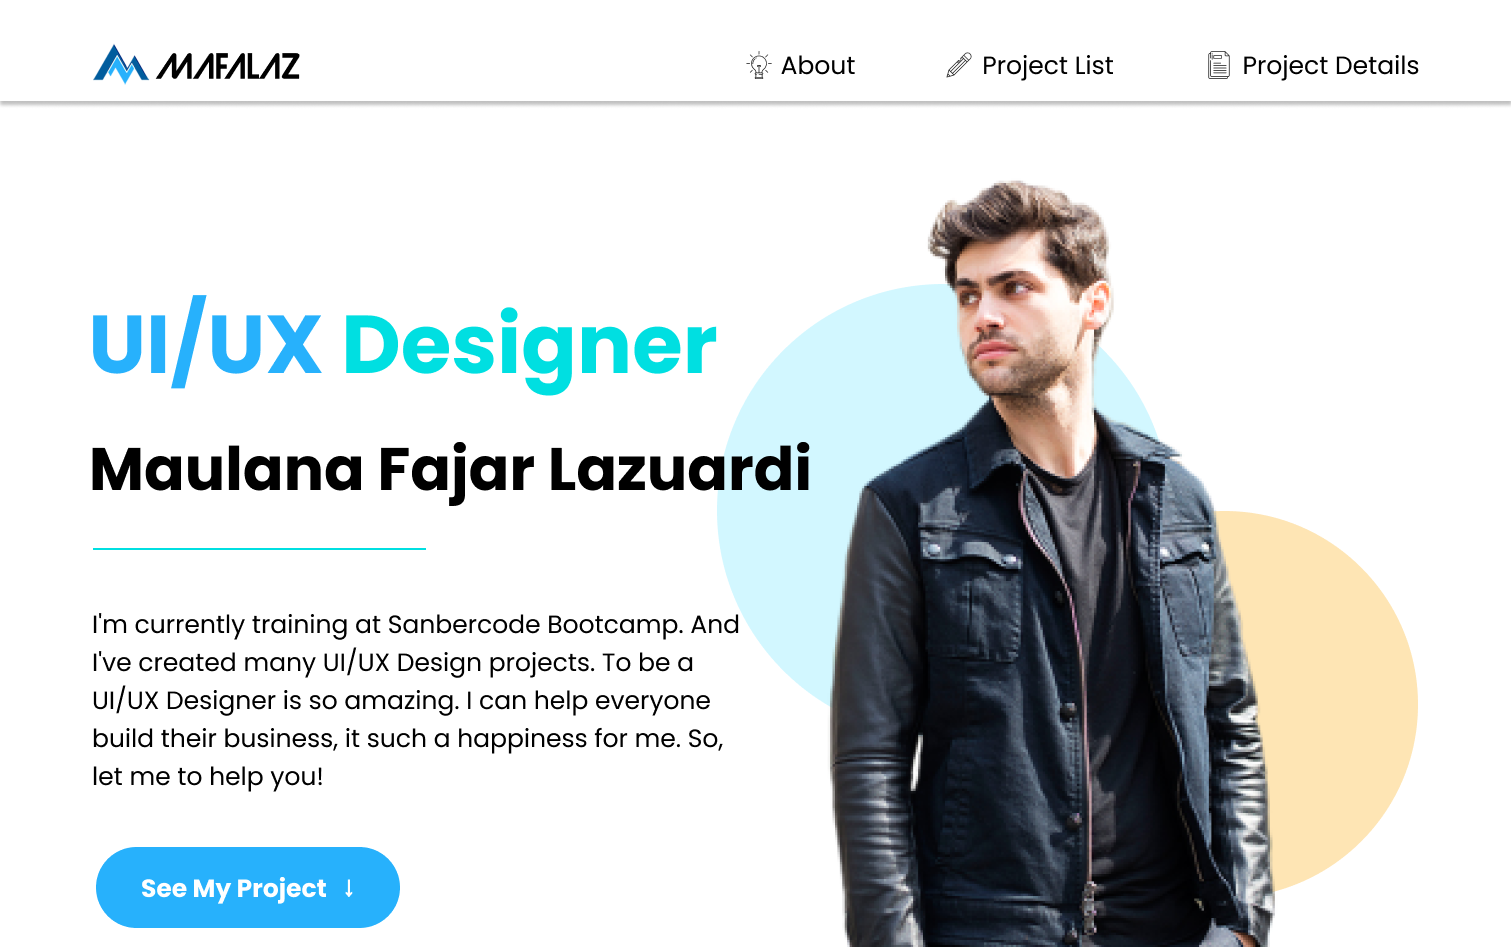 MAFALAZ
About
Project List
Project Details
UI/UX Designer
Maulana Fajar Lazuardi
I'm currently training at Sanbercode Bootcamp. And
I've created many UI/UX Design projects. To be a
UI/UX Designer is so amazing. I can help everyone
build their business, it such a happiness for me. So,
let me to help you!
See My Project ↓